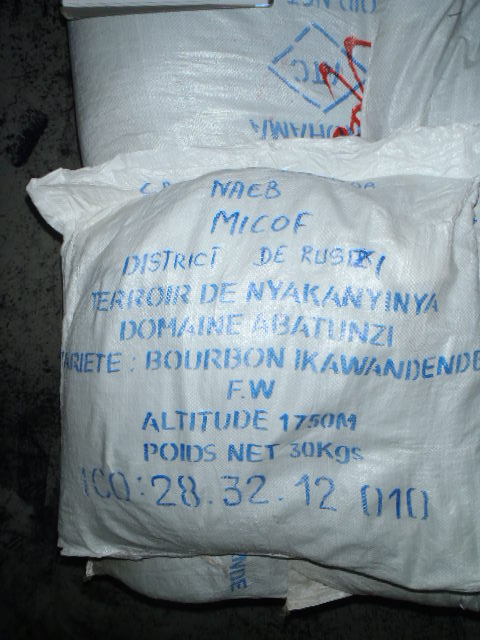 NAEB
MICOF
DISTRICT DE RUSIZI
TERROIR DE NYAKANYINYA
DOMAINE ABATUNZI
VARIETE : BOURBON IKAWANDENDE
F.W
ALTITUDE 1750M
POIDS NET 30Kgs
ICO: 28.32.12 010